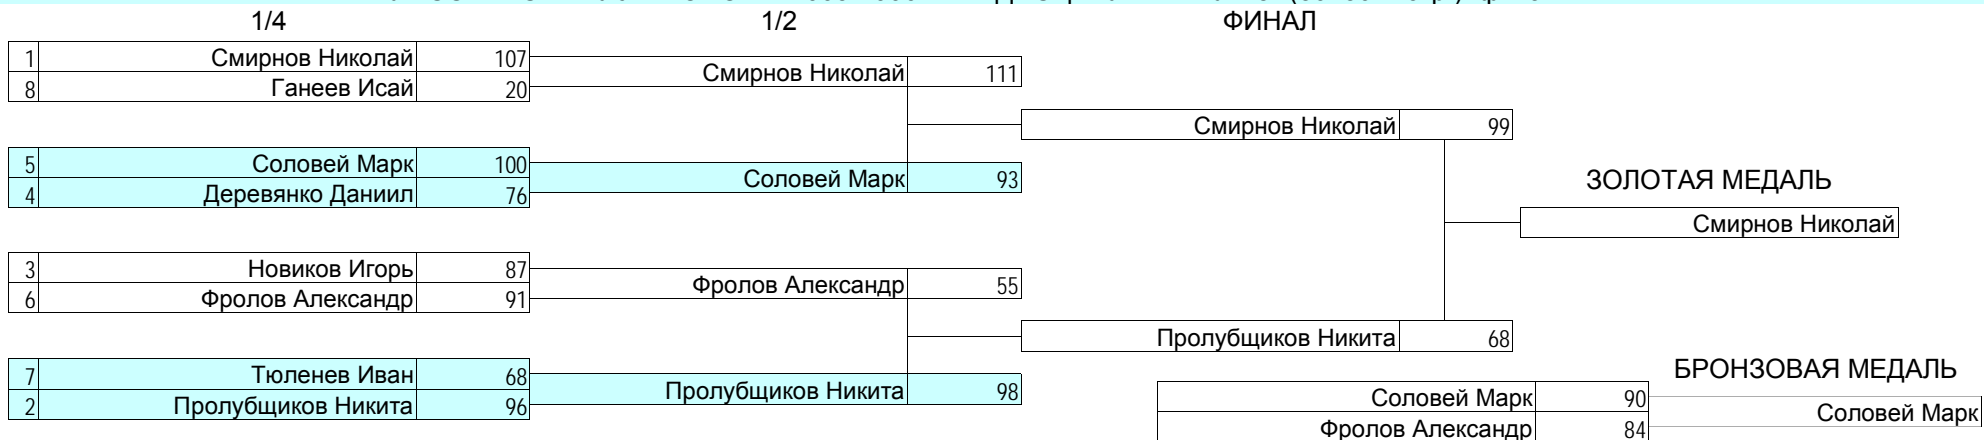 1/4 1/2 ФИНАЛ
1 Смирнов Николай 107
8 Ганеев Исай 20
Смирнов Николай 111
Смирнов Николай 99
5 Соловей Марк 100
4 Деревянко Даниил 76
Соловей Марк 93
ЗОЛОТАЯ МЕДАЛЬ
Смирнов Николай
3 Новиков Игорь 87
6 Фролов Александр 91
Фролов Александр 55
Пролубщиков Никита 68
7 Тюленев Иван 68
2 Пролубщиков Никита 96
Пролубщиков Никита 98
БРОНЗОВАЯ МЕДАЛЬ
Соловей Марк 90
Фролов Александр 84
Соловей Марк